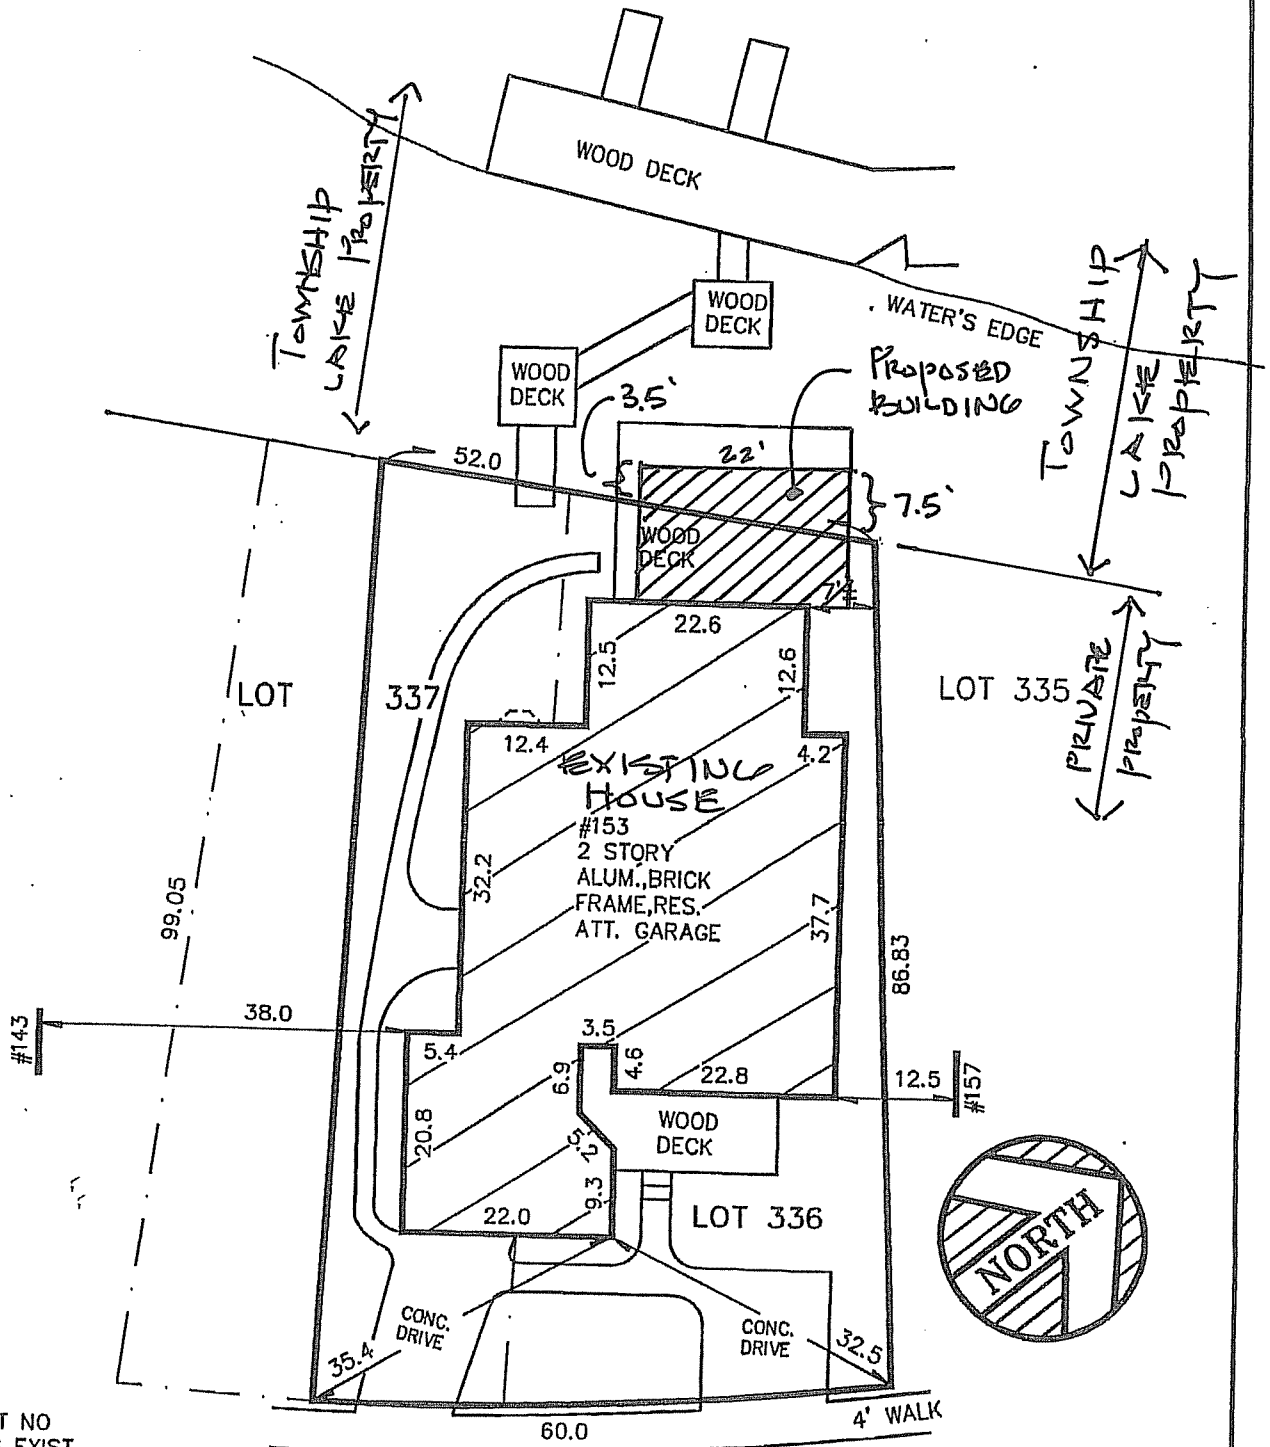 WOOD DECK
TOWNSHIP
LAKE PROPERTY
WOOD
DECK
WATER'S EDGE
TOWNSHIP
LAKE
PROPERTY
WOOD
DECK
3.5'
PROPOSED
BUILDING
52.0
22'
7.5'
WOOD
DECK
7'±
22.6
12.5
12.6
LOT 337
LOT 335
PRIVATE
PROPERTY
12.4
4.2
EXISTING
HOUSE
#153
2 STORY
ALUM.,BRICK
FRAME,RES.
ATT. GARAGE
32.2
37.7
99.05
86.83
38.0
#143
5.4
3.5
4.6
6.9
22.8
12.5
#157
WOOD
DECK
20.8
5.2
9.3
22.0
LOT 336
NORTH
CONC.
DRIVE
CONC.
DRIVE
35.4
32.5
4' WALK
60.0
T NO
EXIST